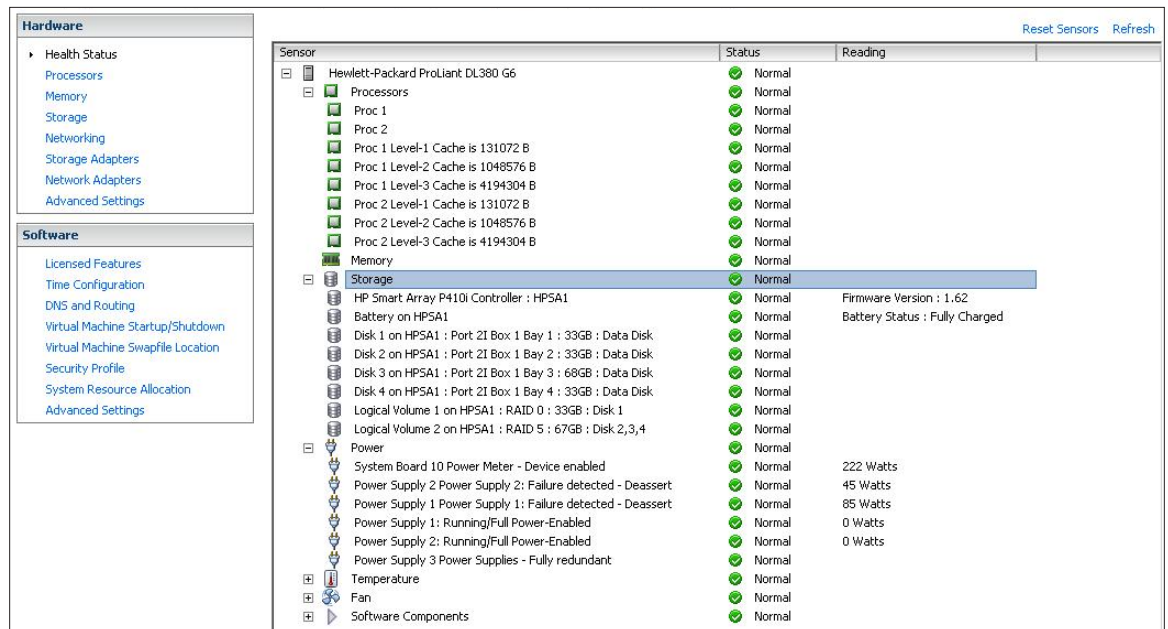 Hardware
Health Status
Processors
Memory
Storage
Networking
Storage Adapters
Network Adapters
Advanced Settings
Software
Licensed Features
Time Configuration
DNS and Routing
Virtual Machine Startup/Shutdown
Virtual Machine Swapfile Location
Security Profile
System Resource Allocation
Advanced Settings
Reset Sensors Refresh
Sensor Status Reading
Hewlett-Packard ProLiant DL380 G6 Normal
Processors Normal
Proc 1 Normal
Proc 2 Normal
Proc 1 Level-1 Cache is 131072 B Normal
Proc 1 Level-2 Cache is 1048576 B Normal
Proc 1 Level-3 Cache is 4194304 B Normal
Proc 2 Level-1 Cache is 131072 B Normal
Proc 2 Level-2 Cache is 1048576 B Normal
Proc 2 Level-3 Cache is 4194304 B Normal
Memory Normal
Storage Normal
HP Smart Array P410i Controller : HPSA1 Normal Firmware Version : 1.62
Battery on HPSA1 Normal Battery Status : Fully Charged
Disk 1 on HPSA1 : Port 2I Box 1 Bay 1 : 33GB : Data Disk Normal
Disk 2 on HPSA1 : Port 2I Box 1 Bay 2 : 33GB : Data Disk Normal
Disk 3 on HPSA1 : Port 2I Box 1 Bay 3 : 68GB : Data Disk Normal
Disk 4 on HPSA1 : Port 2I Box 1 Bay 4 : 33GB : Data Disk Normal
Logical Volume 1 on HPSA1 : RAID 0 : 33GB : Disk 1 Normal
Logical Volume 2 on HPSA1 : RAID 5 : 67GB : Disk 2,3,4 Normal
Power Normal
System Board 10 Power Meter - Device enabled Normal 222 Watts
Power Supply 2 Power Supply 2: Failure detected - Deassert Normal 45 Watts
Power Supply 1 Power Supply 1: Failure detected - Deassert Normal 85 Watts
Power Supply 1: Running/Full Power-Enabled Normal 0 Watts
Power Supply 2: Running/Full Power-Enabled Normal 0 Watts
Power Supply 3 Power Supplies - Fully redundant Normal
Temperature Normal
Fan Normal
Software Components Normal